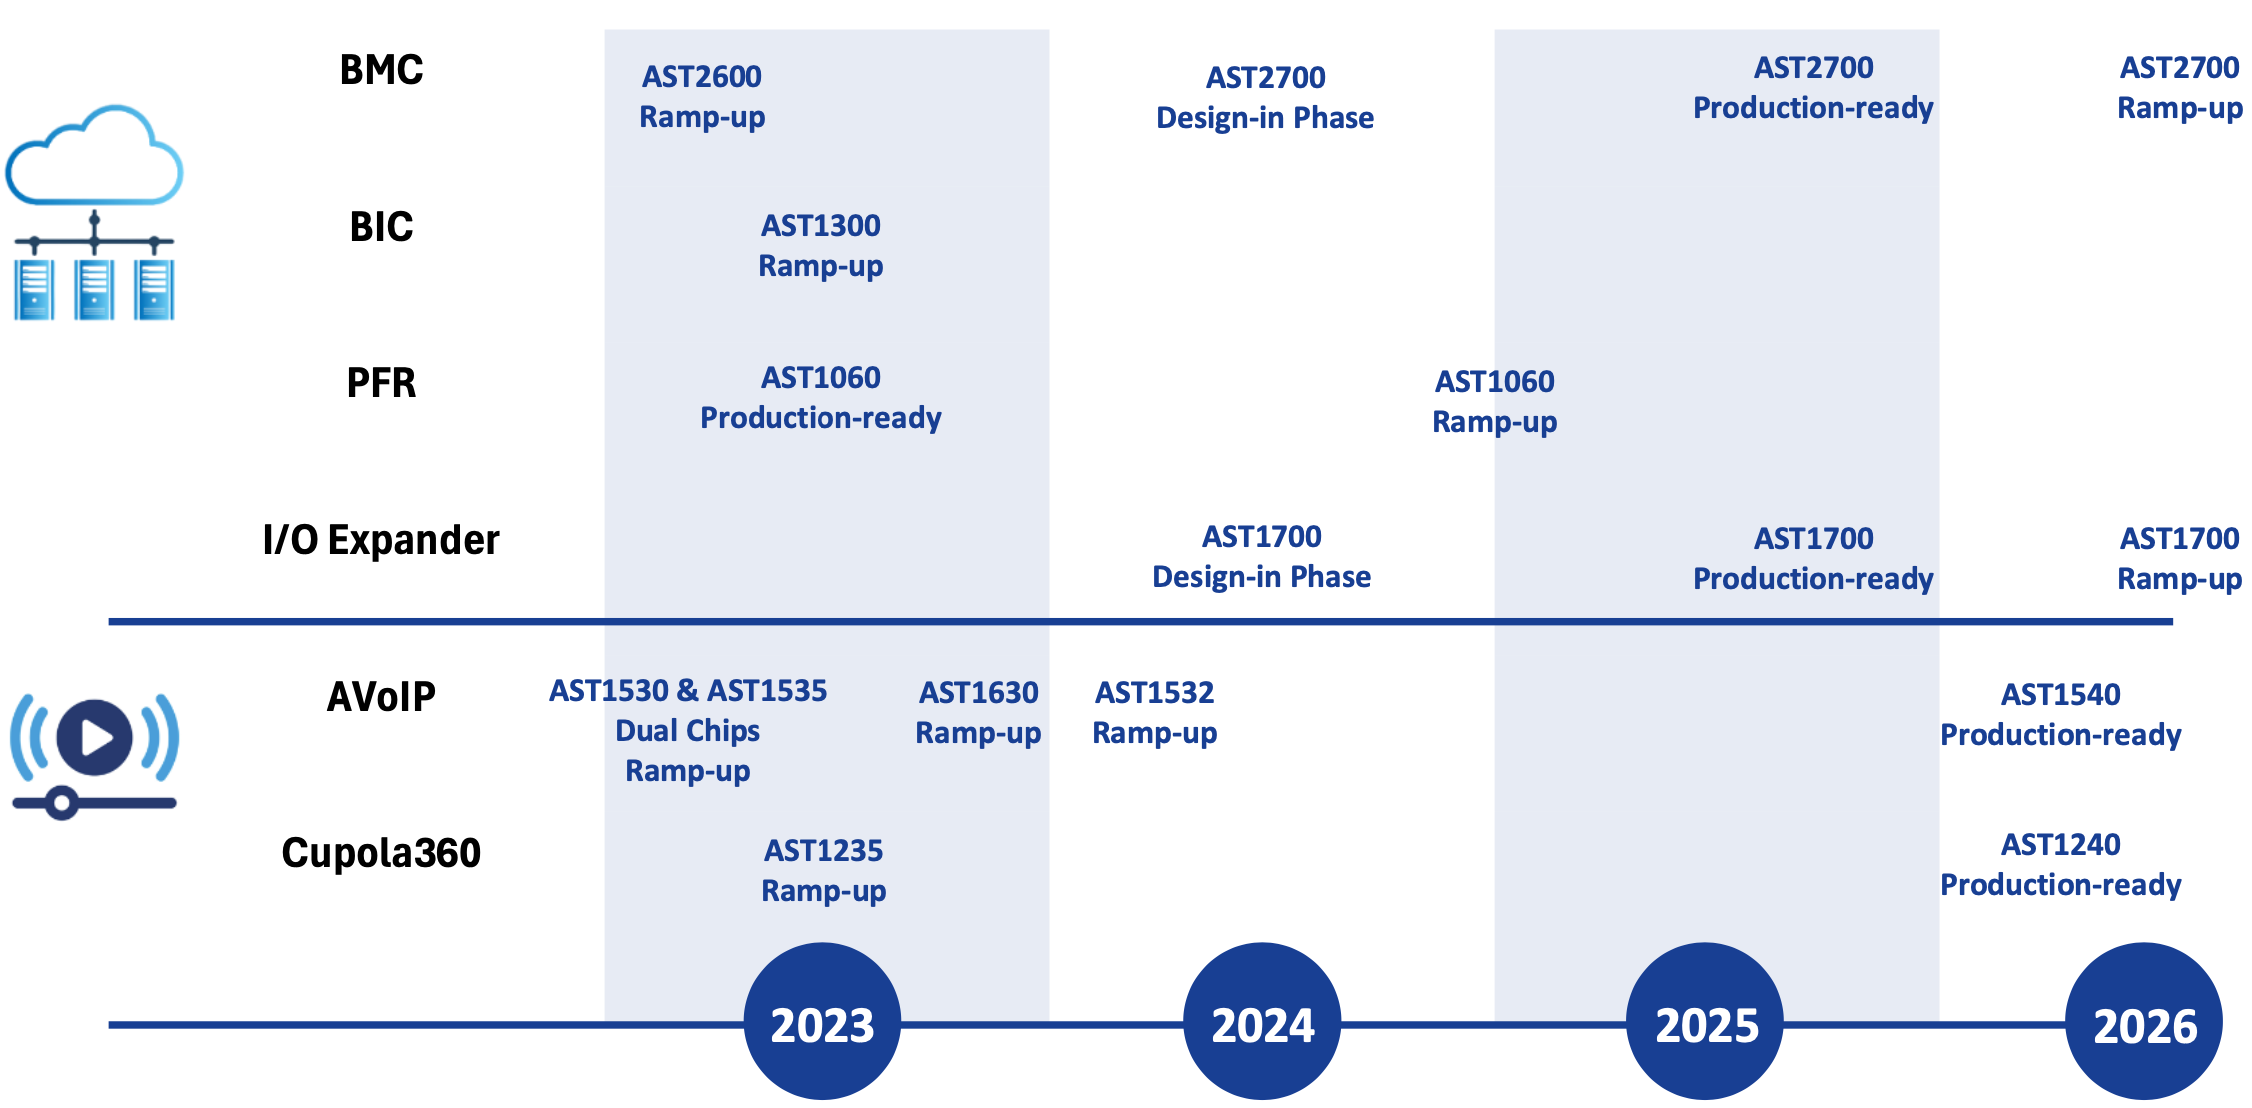 BMC
AST2600
Ramp-up
AST2700
Design-in Phase
AST2700
Production-ready
AST2700
Ramp-up
BIC
AST1300
Ramp-up
PFR
AST1060
Production-ready
AST1060
Ramp-up
I/O Expander
AST1700
Design-in Phase
AST1700
Production-ready
AST1700
Ramp-up
AVoIP
AST1530 & AST1535
Dual Chips
Ramp-up
AST1630
Ramp-up
AST1532
Ramp-up
AST1540
Production-ready
Cupola360
AST1235
Ramp-up
AST1240
Production-ready
2023
2024
2025
2026